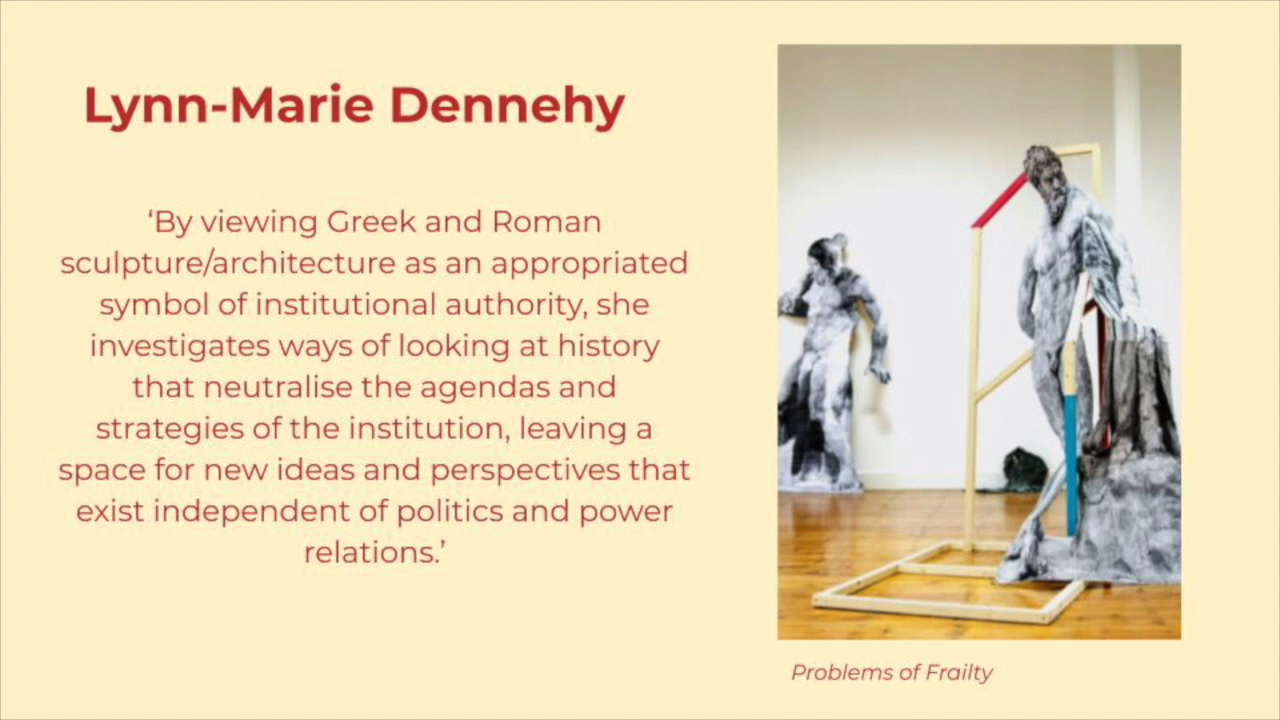 Lynn-Marie Dennehy
‘By viewing Greek and Roman
sculpture/architecture as an appropriated
symbol of institutional authority, she
investigates ways of looking at history
that neutralise the agendas and
strategies of the institution, leaving a
space for new ideas and perspectives that
exist independent of politics and power
relations.’
Problems of Frailty